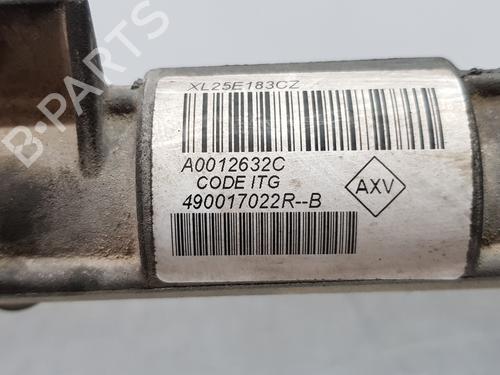 B-PARTS
XL25E183CZ
A0012632C
CODE ITG
AXV
490017022R--B